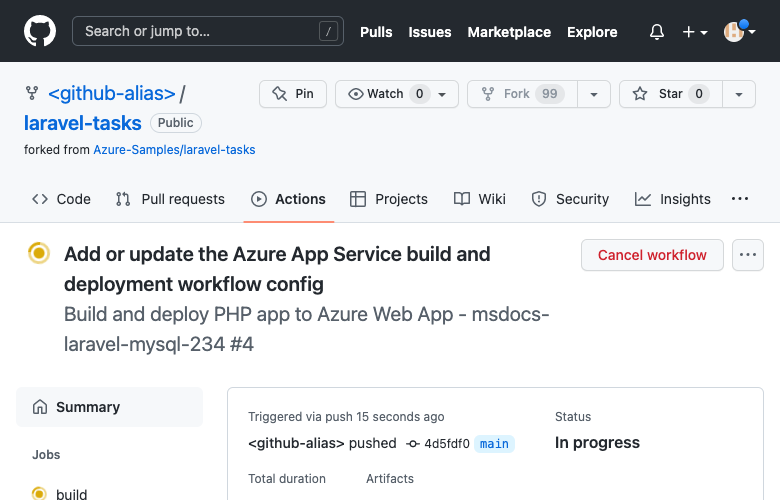 Search or jump to... / Pulls Issues Marketplace Explore
<github-alias> / Pin Watch 0 Fork 99 Star 0
laravel-tasks Public
forked from Azure-Samples/laravel-tasks
Code Pull requests Actions Projects Wiki Security Insights
Add or update the Azure App Service build and Cancel workflow
deployment workflow config
Build and deploy PHP app to Azure Web App - msdocs-
laravel-mysql-234 #4
Summary
Jobs
build
Triggered via push 15 seconds ago
<github-alias> pushed 4d5fdf0 main
Status
In progress
Total duration Artifacts